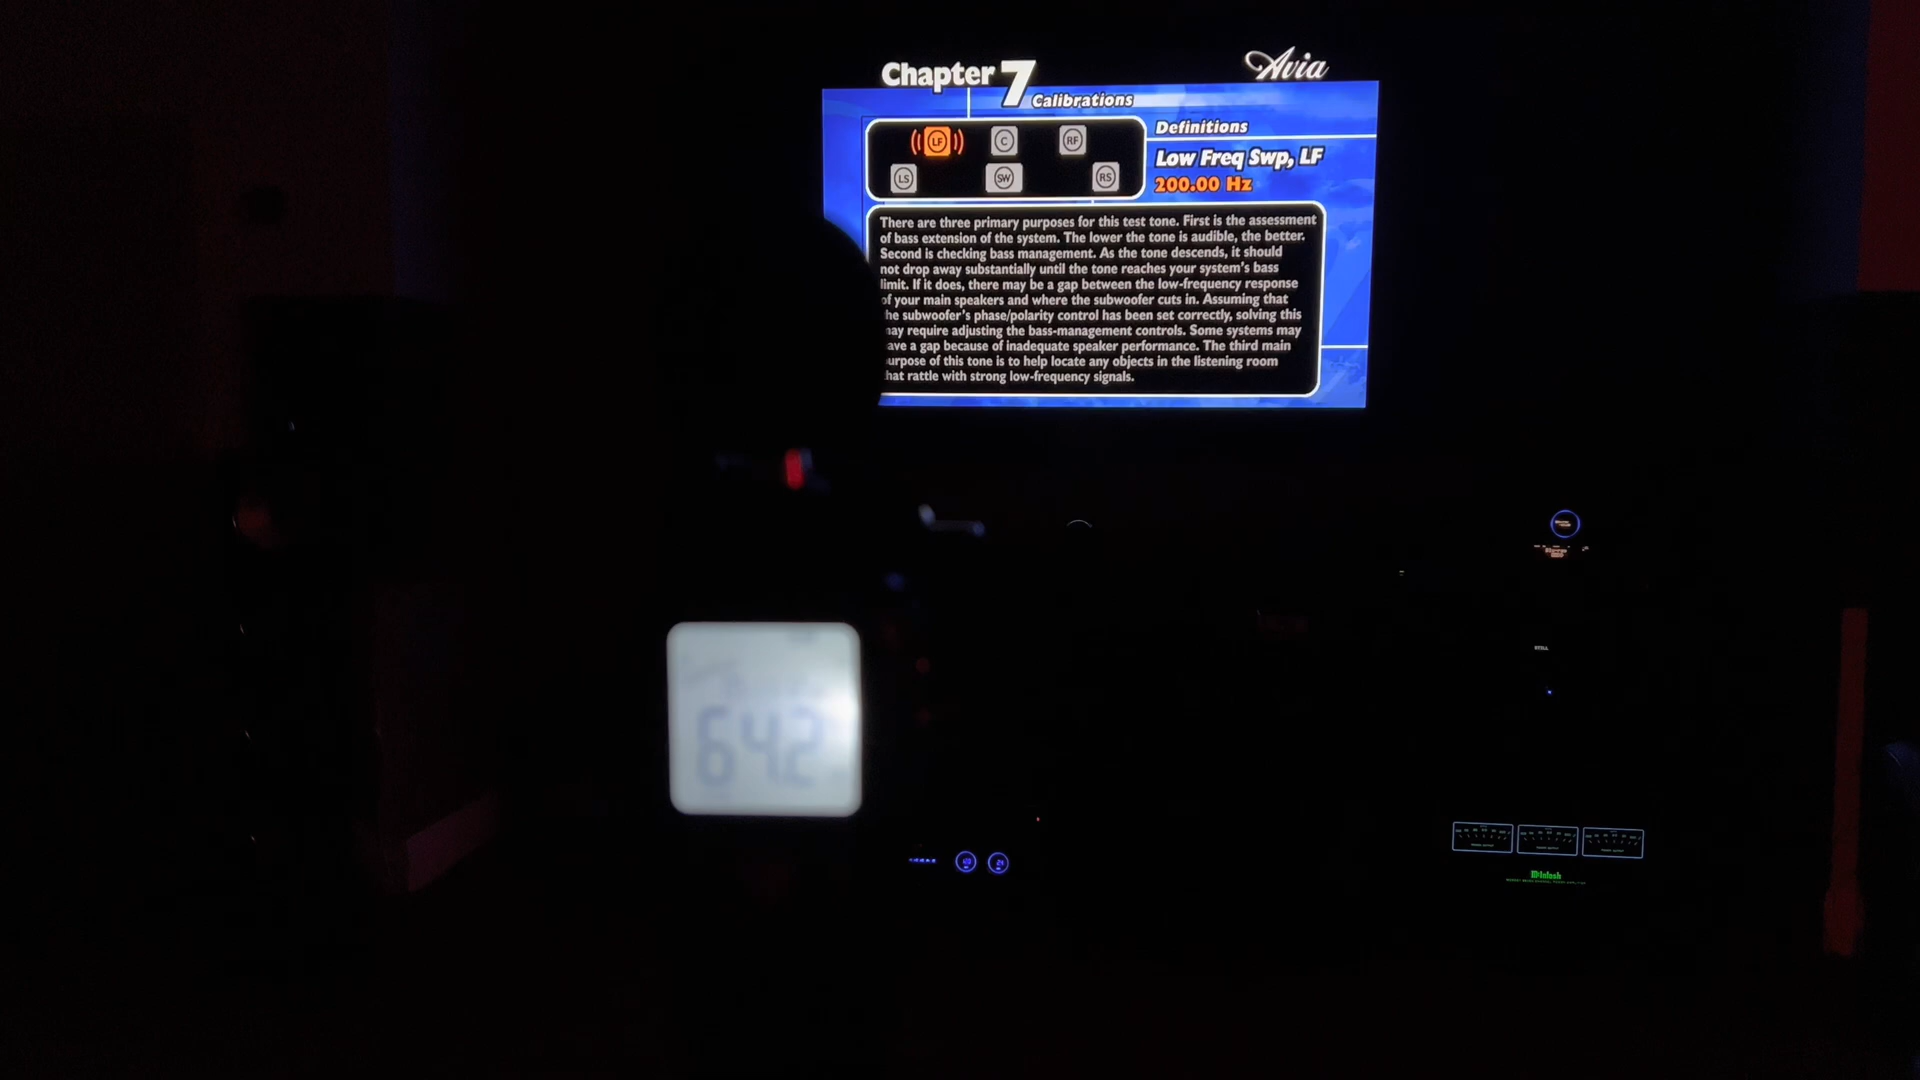 Chapter 7
Avia
Calibrations
LF
C
RF
LS
SW
RS
Definitions
Low Freq Swp, LF
200.00 Hz
There are three primary purposes for this test tone. First is the assessment
of bass extension of the system. The lower the tone is audible, the better.
Second is checking bass management. As the tone descends, it should
not drop away substantially until the tone reaches your system's bass
limit. If it does, there may be a gap between the low-frequency response
of your main speakers and where the subwoofer cuts in. Assuming that
he subwoofer's phase/polarity control has been set correctly, solving this
ay require adjusting the bass-management controls. Some systems may
ave a gap because of inadequate speaker performance. The third main
urpose of this tone is to help locate any objects in the listening room
hat rattle with strong low-frequency signals.
64.2
McIntosh